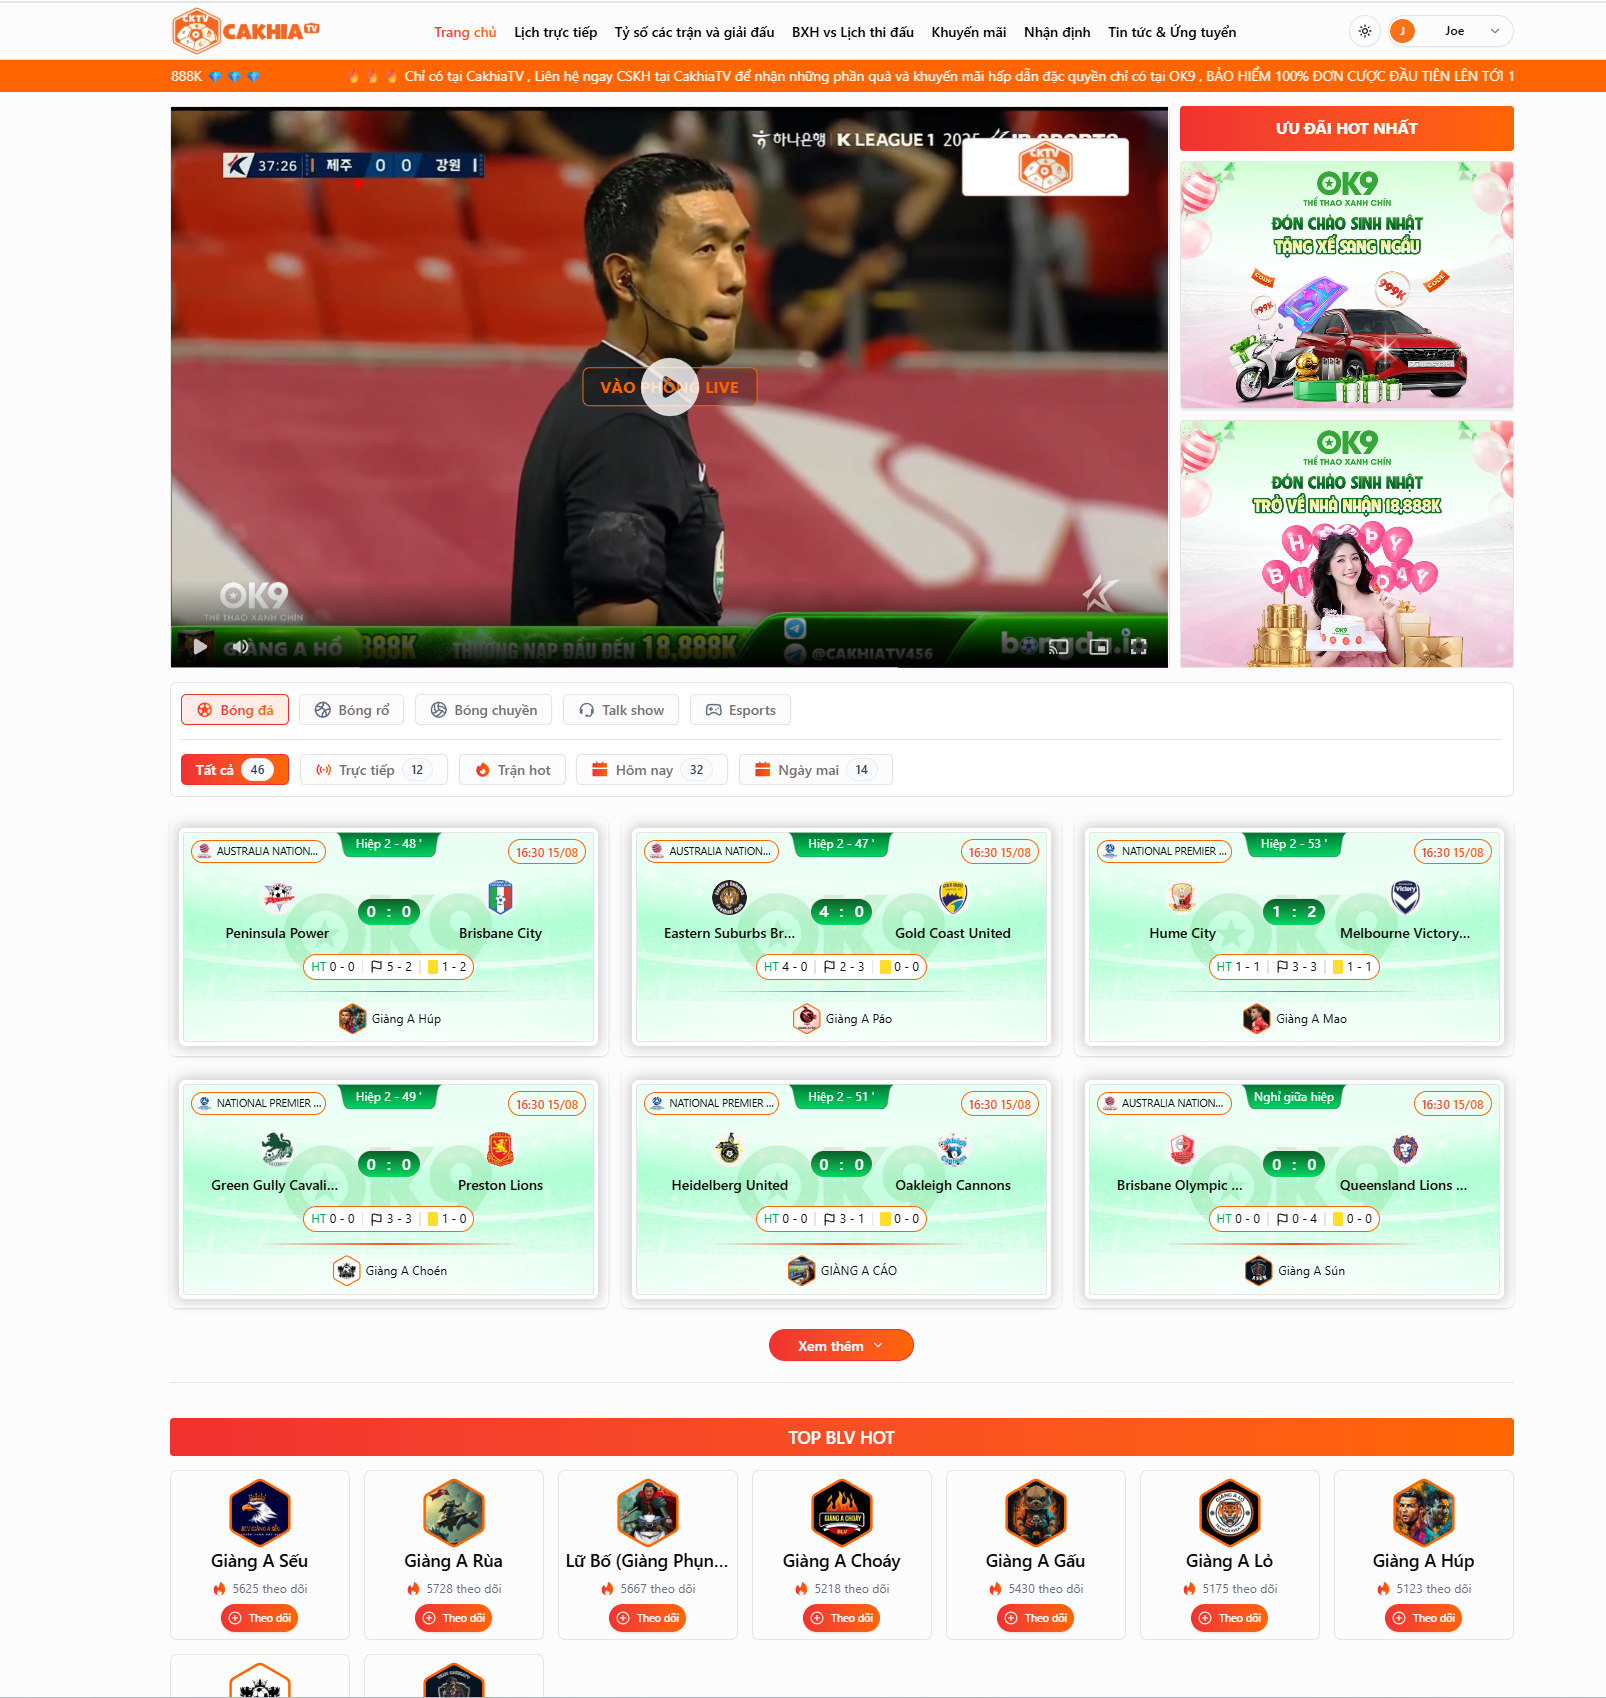 CKTV CAKHIA TV
Trang chủ
Lịch trực tiếp
Tỷ số các trận và giải đấu
BXH vs Lịch thi đấu
Khuyến mãi
Nhận định
Tin tức & Ứng tuyển
J
Joe
888K
Chỉ có tại CakhiaTV , Liên hệ ngay CSKH tại CakhiaTV để nhận những phần quà và khuyến mãi hấp dẫn đặc quyền chỉ có tại OK9 , BẢO HIỂM 100% ĐƠN CƯỢC ĐẦU TIÊN LÊN TỚI 1
하나은행 K LEAGUE 1
CKTV
37:26 제주 0 0 강원
VÀO PHÒNG LIVE
OK9
THỂ THAO XANH CHÍN
GIÀNG A HỔ
888K
THƯỞNG NẠP ĐẦU ĐẾN 18,888K
@CAKHIATV456
ƯU ĐÃI HOT NHẤT
OK9
THỂ THAO XANH CHÍN
ĐÓN CHÀO SINH NHẬT
TẶNG XẾ SANG NGẦU
CODE
999K
CODE
999K
OK9
THỂ THAO XANH CHÍN
ĐÓN CHÀO SINH NHẬT
TRỞ VỀ NHÀ NHẬN 18,888K
OK9
Bóng đá
Bóng rổ
Bóng chuyền
Talk show
Esports
Tất cả 46
Trực tiếp 12
Trận hot
Hôm nay 32
Ngày mai 14
AUSTRALIA NATION...
Hiệp 2 - 48 '
16:30 15/08
Peninsula Power
0 : 0
Brisbane City
HT 0 - 0 | 5 - 2 | 1 - 2
Giàng A Húp
AUSTRALIA NATION...
Hiệp 2 - 47 '
16:30 15/08
Eastern Suburbs Br...
4 : 0
Gold Coast United
HT 4 - 0 | 2 - 3 | 0 - 0
Giàng A Páo
NATIONAL PREMIER ...
Hiệp 2 - 53 '
16:30 15/08
Hume City
1 : 2
Melbourne Victory...
HT 1 - 1 | 3 - 3 | 1 - 1
Giàng A Mao
NATIONAL PREMIER ...
Hiệp 2 - 49 '
16:30 15/08
Green Gully Cavali...
0 : 0
Preston Lions
HT 0 - 0 | 3 - 3 | 1 - 0
Giàng A Choén
NATIONAL PREMIER ...
Hiệp 2 - 51 '
16:30 15/08
Heidelberg United
0 : 0
Oakleigh Cannons
HT 0 - 0 | 3 - 1 | 0 - 0
GIÀNG A CÁO
AUSTRALIA NATION...
Nghỉ giữa hiệp
16:30 15/08
Brisbane Olympic ...
0 : 0
Queensland Lions ...
HT 0 - 0 | 0 - 4 | 0 - 0
Giàng A Sún
Xem thêm
TOP BLV HOT
Giàng A Sếu
5625 theo dõi
Theo dõi
Giàng A Rùa
5728 theo dõi
Theo dõi
Lữ Bố (Giàng Phụn...
5667 theo dõi
Theo dõi
GIÀNG A CHOÁY
BLV
Giàng A Choáy
5218 theo dõi
Theo dõi
Giàng A Gấu
5430 theo dõi
Theo dõi
Giàng A Lỏ
5175 theo dõi
Theo dõi
Giàng A Húp
5123 theo dõi
Theo dõi